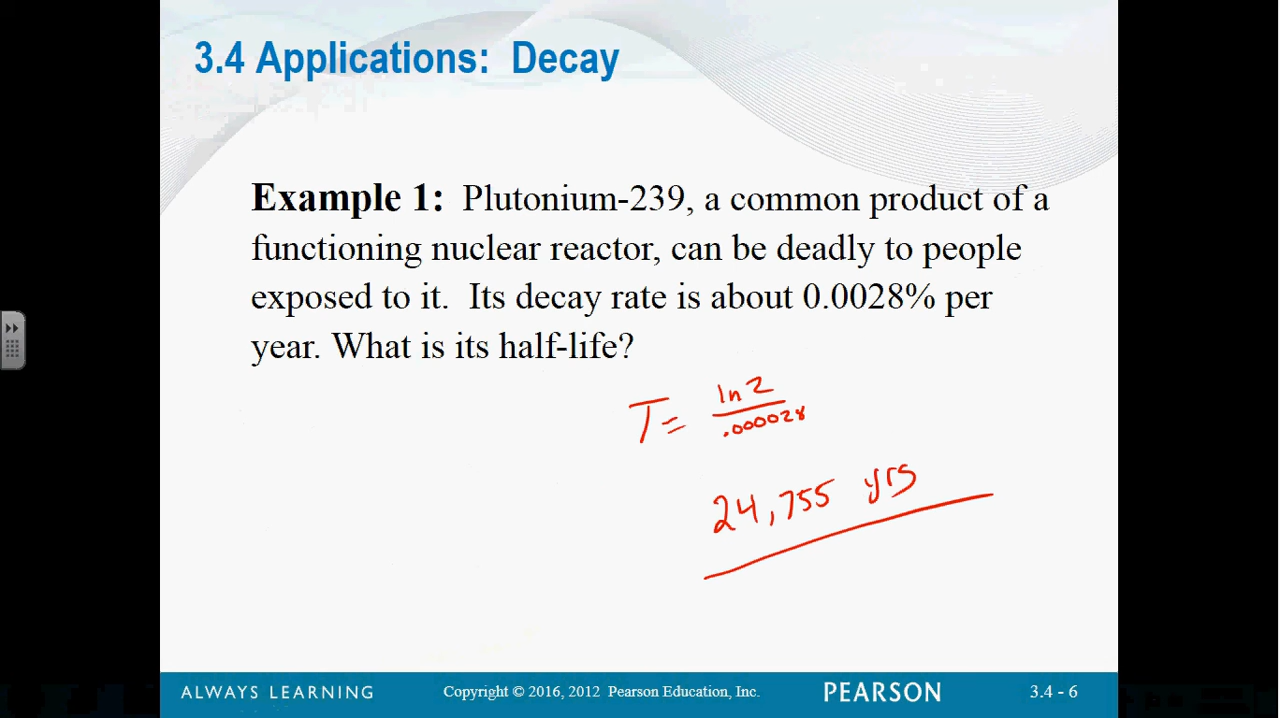 3.4 Applications: Decay
Example 1: Plutonium-239, a common product of a
functioning nuclear reactor, can be deadly to people
exposed to it. Its decay rate is about 0.0028% per
year. What is its half-life?
T = ln 2
.000028
24,755 yrs
ALWAYS LEARNING Copyright © 2016, 2012 Pearson Education, Inc. PEARSON 3.4 - 6